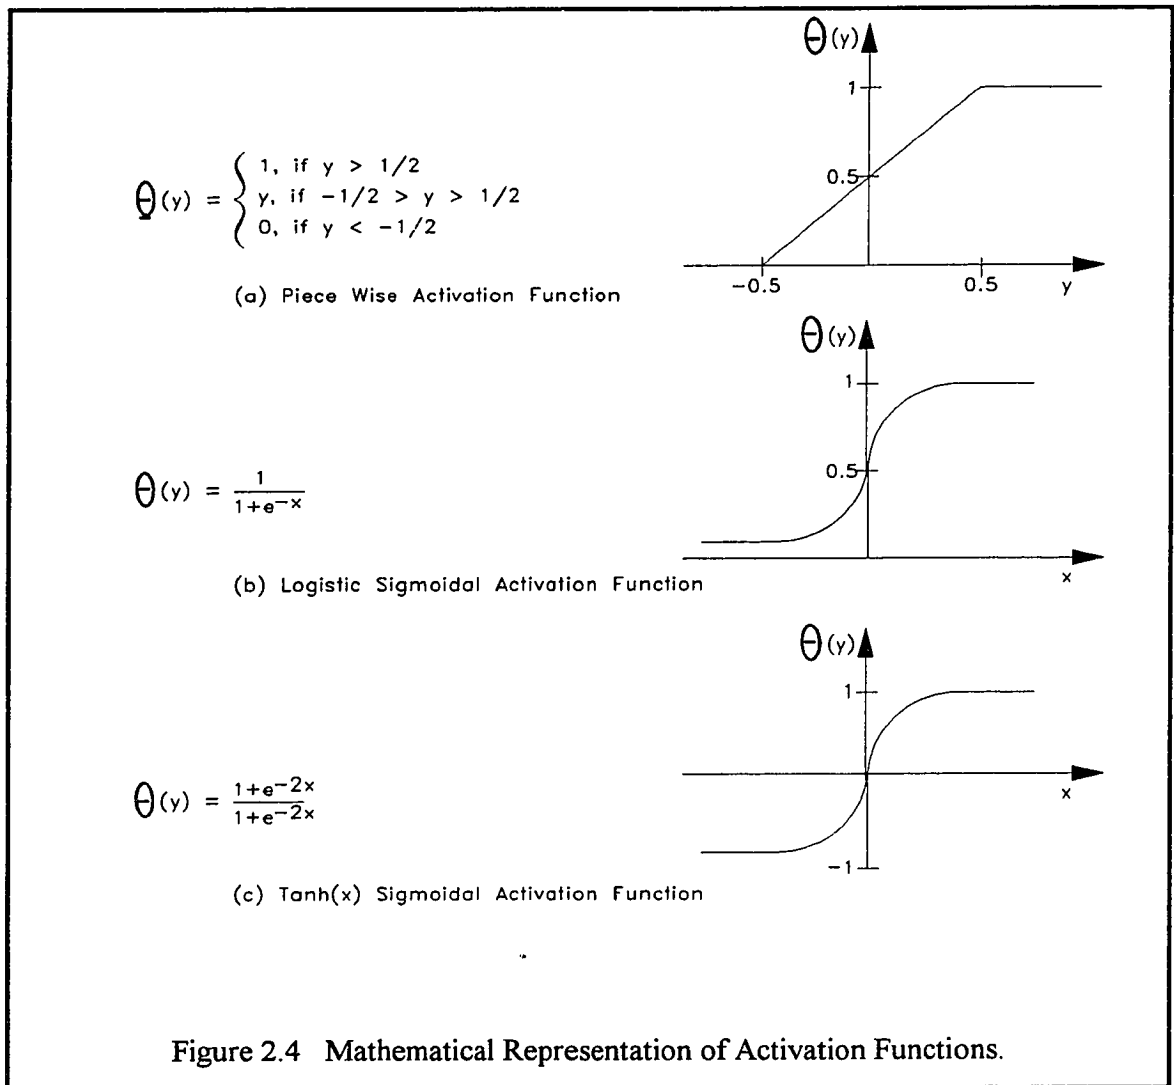 Θ(y)
1
0.5
-0.5
0.5
y
Θ(y) = { 1, if y > 1/2
y, if -1/2 > y > 1/2
0, if y < -1/2
(a) Piece Wise Activation Function
Θ(y)
1
0.5
x
Θ(y) = 1
1+e-x
(b) Logistic Sigmoidal Activation Function
Θ(y)
1
x
-1
Θ(y) = 1+e-2x
1+e-2x
(c) Tanh(x) Sigmoidal Activation Function
Figure 2.4 Mathematical Representation of Activation Functions.